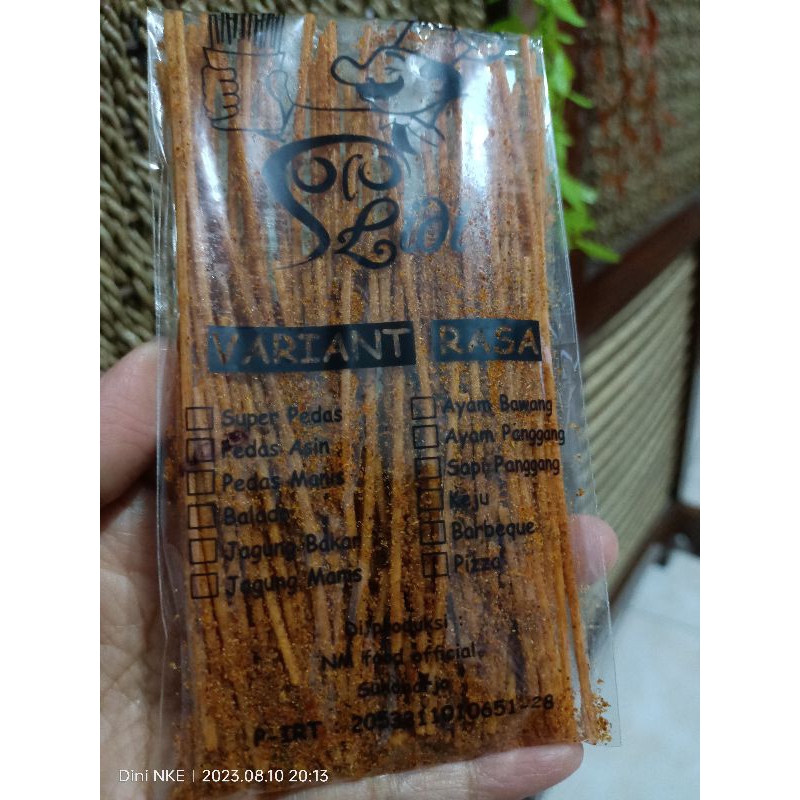 Lidi
VARIANT RASA
Super Pedas
Pedas Asin
Pedas Manis
Balado
Jagung Bakar
Jagung Manis
Ayam Bawang
Ayam Panggang
Sapi Panggang
Keju
Barbeque
Pizza
Di produksi :
NM Food official
Sukoharjo
P-IRT
Dini NKE | 2023.08.10 20:13